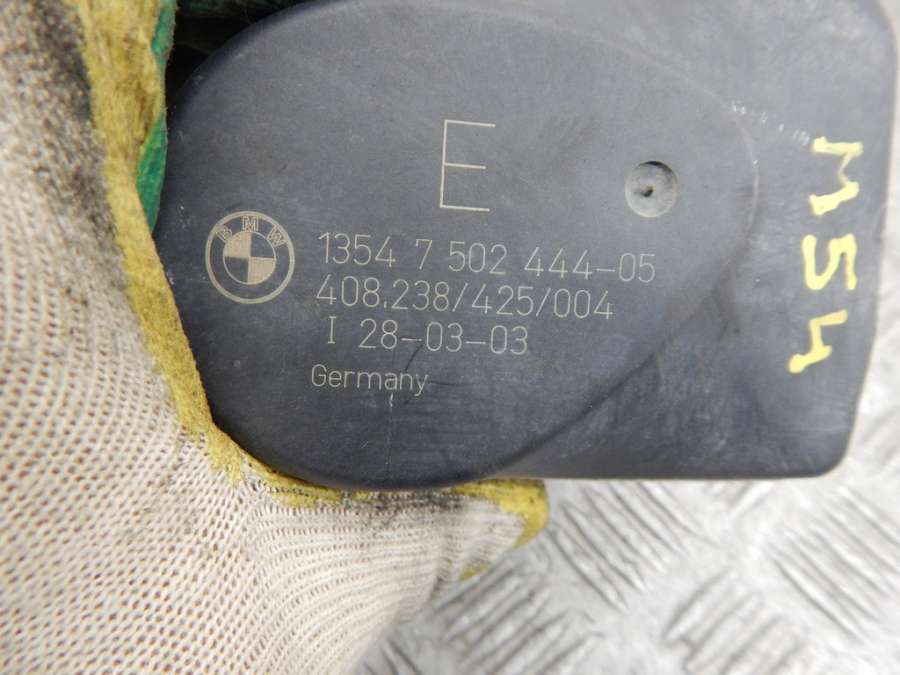 E
BMW
1354 7 502 444-05
408.238/425/004
I 28-03-03
Germany
M54